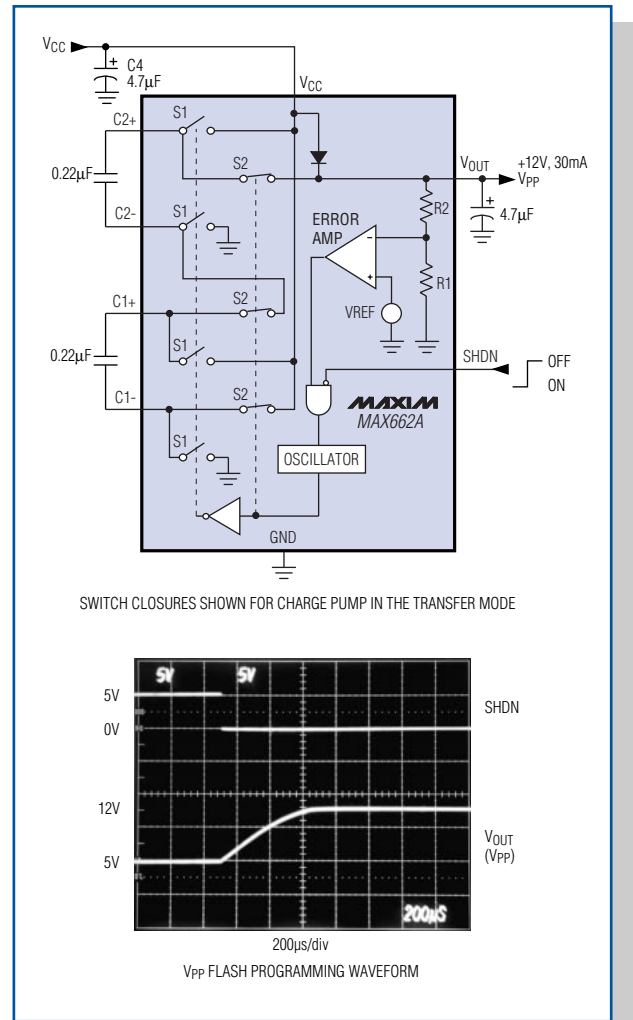 VCC
C4
4.7µF
VCC
C2+
S1
S2
0.22µF
VOUT
+12V, 30mA
VPP
R2
4.7µF
C2-
S1
ERROR
AMP
–
+
R1
C1+
S2
VREF
S1
0.22µF
SHDN
OFF
ON
C1-
S2
MAXIM
MAX662A
S1
OSCILLATOR
GND
SWITCH CLOSURES SHOWN FOR CHARGE PUMP IN THE TRANSFER MODE
5V 5V
5V
SHDN
0V
12V
VOUT
(VPP)
5V
200µS
200µs/div
VPP FLASH PROGRAMMING WAVEFORM